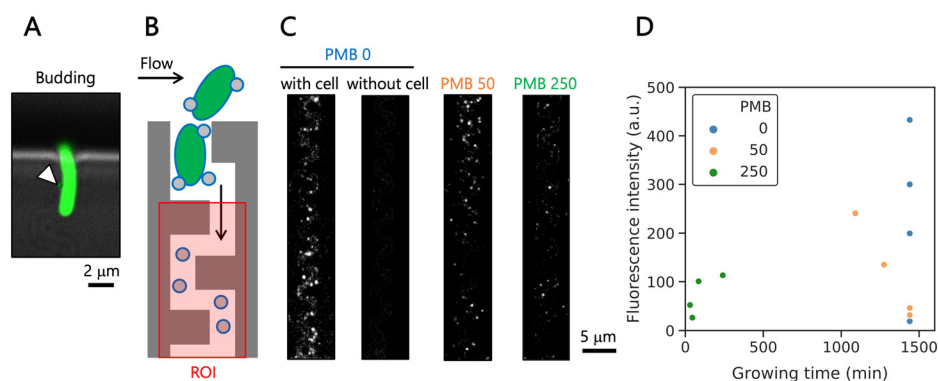 A
Budding
2 μm
B
Flow
ROI
C
PMB 0
with cell
without cell
PMB 50
PMB 250
5 μm
D
Fluorescence intensity (a.u.)
500
400
300
200
100
0
PMB
0
50
250
0
500
1000
1500
Growing time (min)